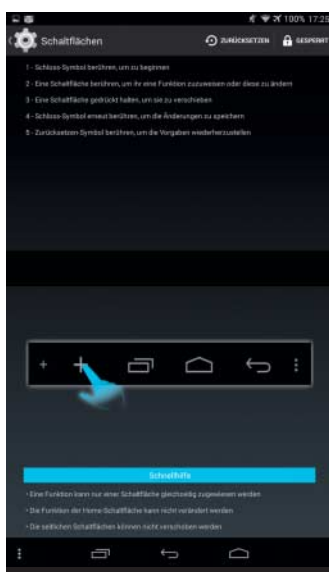 100% 17:25
Schaltflächen
ZURÜCKSETZEN
GESPERRT
1 - Schloss-Symbol berühren, um zu beginnen
2 - Eine Schaltfläche berühren, um ihr eine Funktion zuzuweisen oder diese zu ändern
3 - Eine Schaltfläche gedrückt halten, um sie zu verschieben
4 - Schloss-Symbol erneut berühren, um die Änderungen zu speichern
5 - Zurücksetzen-Symbol berühren, um die Vorgaben wiederherzustellen
Schnellhilfe
- Eine Funktion kann nur einer Schaltfläche gleichzeitig zugewiesen werden
- Die Funktion der Home-Schaltfläche kann nicht verändert werden
- Die seitlichen Schaltflächen können nicht verschoben werden